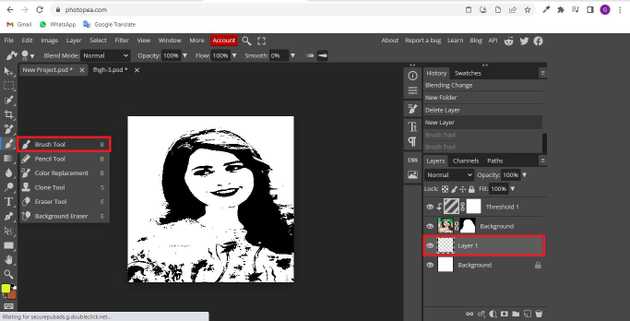 photopea.com
Gmail WhatsApp Google Translate
File Edit Image Layer Select Filter View Window More Account
About Report a bug Learn Blog API
Blend Mode: Normal Opacity: 100% Flow: 100% Smooth: 0%
New Project.psd * fhgh-3.psd *
Brush Tool B
Pencil Tool B
Color Replacement B
Clone Tool S
Eraser Tool E
Background Eraser E
History Swatches
Blending Change
New Folder
Delete Layer
New Layer
Brush Tool
Brush Tool
CSS
Layers Channels Paths
Normal Opacity: 100%
Lock: Fill: 100%
Threshold 1
Background
Layer 1
Background
Waiting for securepubads.g.doubleclick.net...